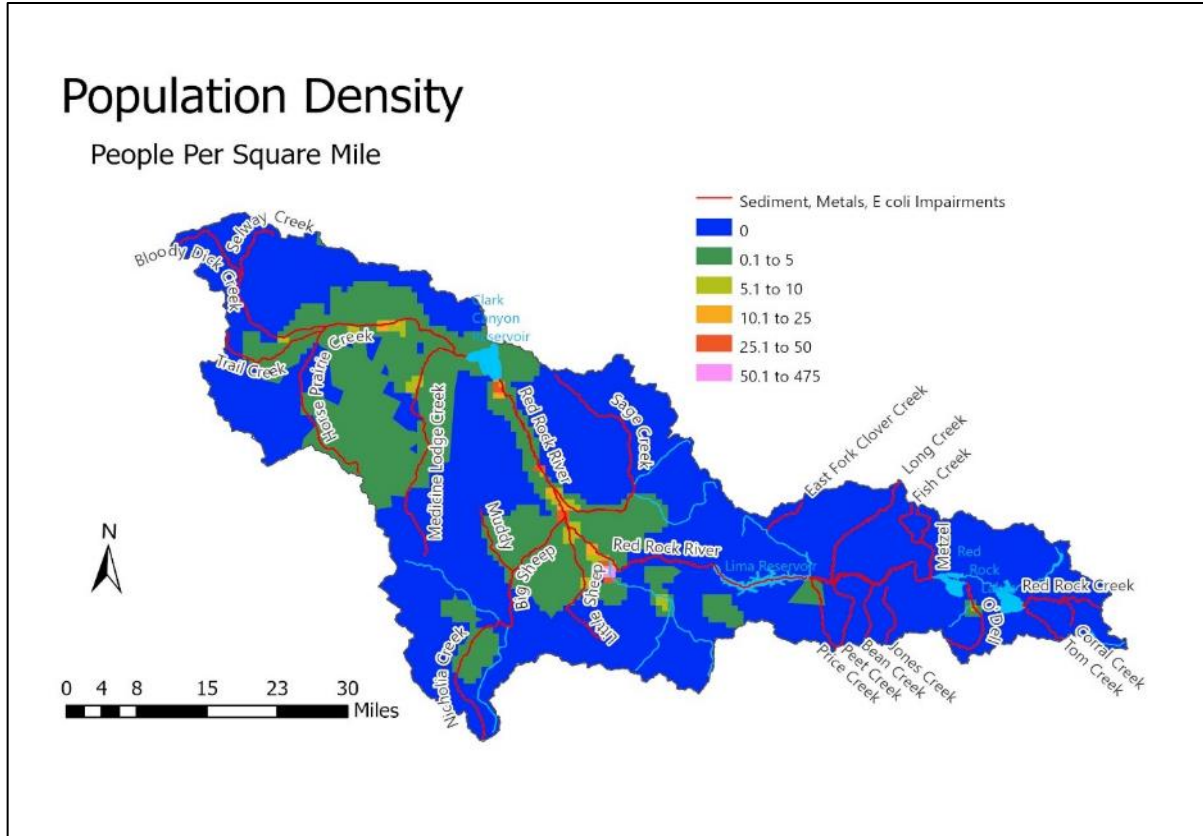 Population Density
People Per Square Mile
Sediment, Metals, E coli Impairments
0
0.1 to 5
5.1 to 10
10.1 to 25
25.1 to 50
50.1 to 475
Selway Creek
Bloody Dick Creek
Trail Creek
Horse Prairie Creek
Medicine Lodge Creek
Clark
Canyon
Reservoir
Red Rock River
Sage Creek
Muddy
Big Sheep
Little Sheep
Nicholia Creek
Red Rock River
Lima Reservoir
East Fork Clover Creek
Long Creek
Fish Creek
Metzel
Red
Rock
O'Dell
Red Rock Creek
Corral Creek
Tom Creek
Jones Creek
Bean Creek
Peet Creek
Price Creek
N
0 4 8 15 23 30
Miles